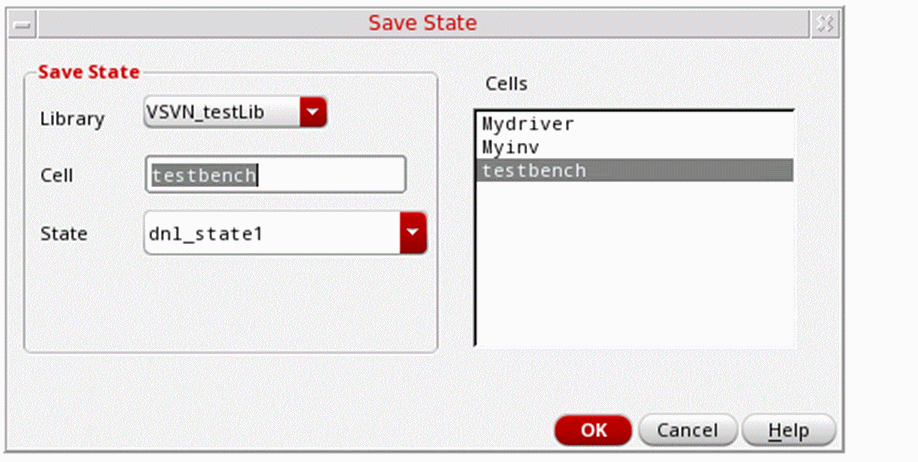 Save State
Save State
Library
VSVN_testLib
Cell
testbench
State
dnl_state1
Cells
Mydriver
Myinv
testbench
OK
Cancel
Help